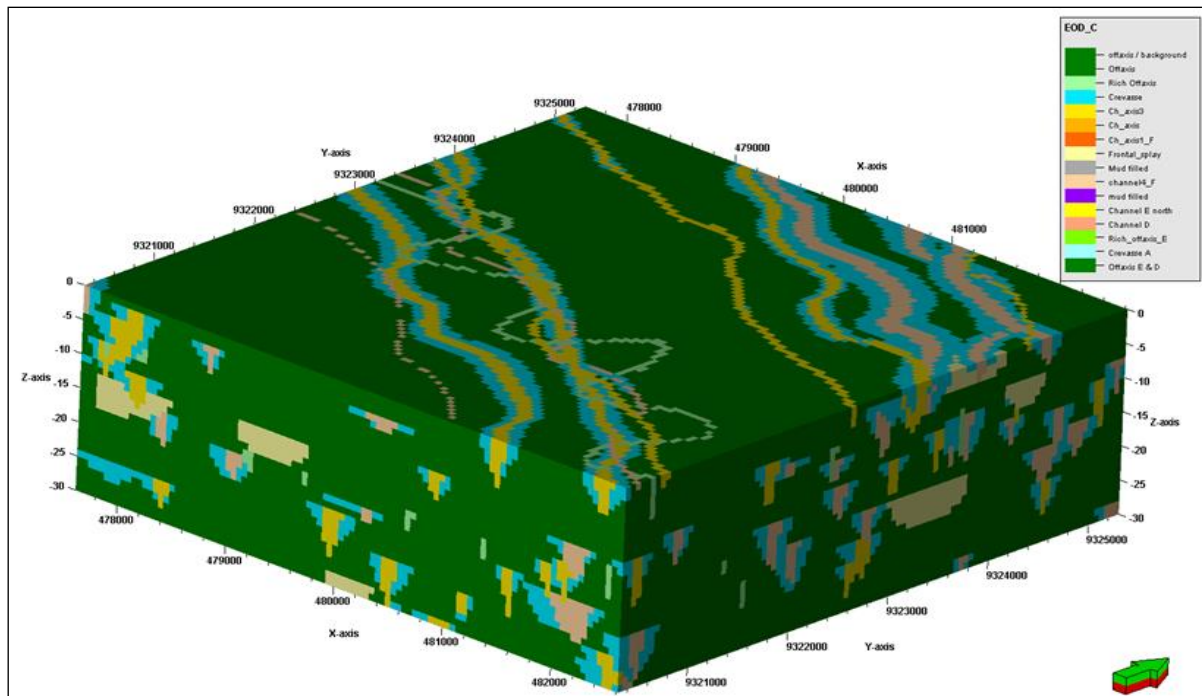 EOD_C
offaxis / background
Offaxis
Rich Offaxis
Crevasse
Ch_axis3
Ch_axis
Ch_axis1_F
Frontal_splay
Mud filled
channel4_F
mud filled
Channel E north
Channel D
Rich_offaxis_E
Crevasse A
Offaxis E & D
9325000
478000
9324000
479000
X-axis
Y-axis
9323000
480000
9322000
481000
9321000
0
-5
-10
Z-axis
-15
-20
-25
-30
0
-5
-10
-15
Z-axis
-20
-25
-30
478000
479000
480000
X-axis
481000
482000
9325000
9324000
9323000
Y-axis
9322000
9321000